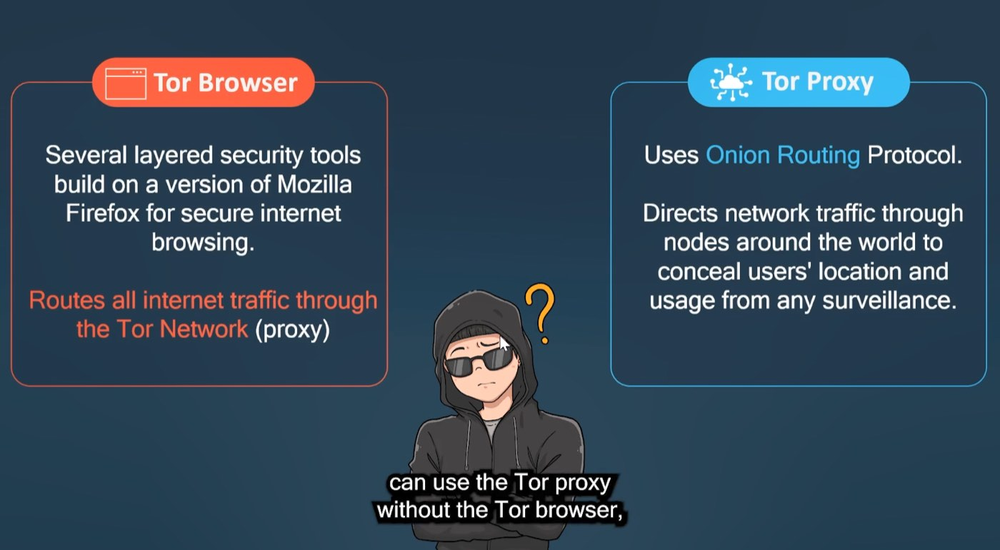 Tor Browser
Several layered security tools
build on a version of Mozilla
Firefox for secure internet
browsing.
Routes all internet traffic through
the Tor Network (proxy)
Tor Proxy
Uses Onion Routing Protocol.
Directs network traffic through
nodes around the world to
conceal users' location and
usage from any surveillance.
?
can use the Tor proxy
without the Tor browser,